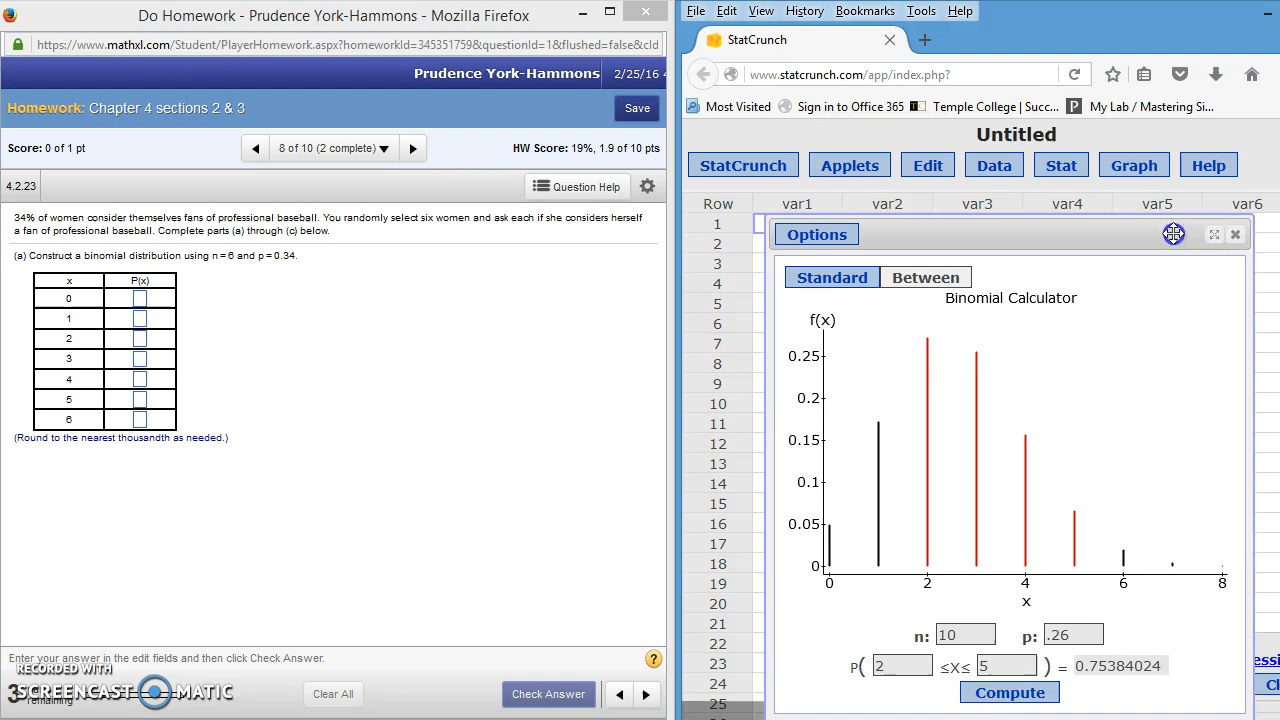 Do Homework - Prudence York-Hammons - Mozilla Firefox
https://www.mathxl.com/Student/PlayerHomework.aspx?homeworkId=345351759&questionId=1&flushed=false&cld
Prudence York-Hammons 2/25/16 4
Homework: Chapter 4 sections 2 & 3 Save
Score: 0 of 1 pt 8 of 10 (2 complete) HW Score: 19%, 1.9 of 10 pts
4.2.23 Question Help
34% of women consider themselves fans of professional baseball. You randomly select six women and ask each if she considers herself
a fan of professional baseball. Complete parts (a) through (c) below.
(a) Construct a binomial distribution using n = 6 and p = 0.34.
x P(x)
0
1
2
3
4
5
6
(Round to the nearest thousandth as needed.)
Enter your answer in the edit fields and then click Check Answer.
3
remaining
Clear All Check Answer
RECORDED WITH
SCREENCAST MATIC
File Edit View History Bookmarks Tools Help
StatCrunch
www.statcrunch.com/app/index.php?
Most Visited Sign in to Office 365 Temple College | Succ... My Lab / Mastering Si...
Untitled
StatCrunch Applets Edit Data Stat Graph Help
Row var1 var2 var3 var4 var5 var6
1
2
3
4
5
6
7
8
9
10
11
12
13
14
15
16
17
18
19
20
21
22
23
24
25
Options
Standard Between
Binomial Calculator
f(x)
0.25
0.2
0.15
0.1
0.05
0
0 2 4 6 8
x
n: 10 p: .26
P( 2 ≤X≤ 5 ) = 0.75384024
Compute